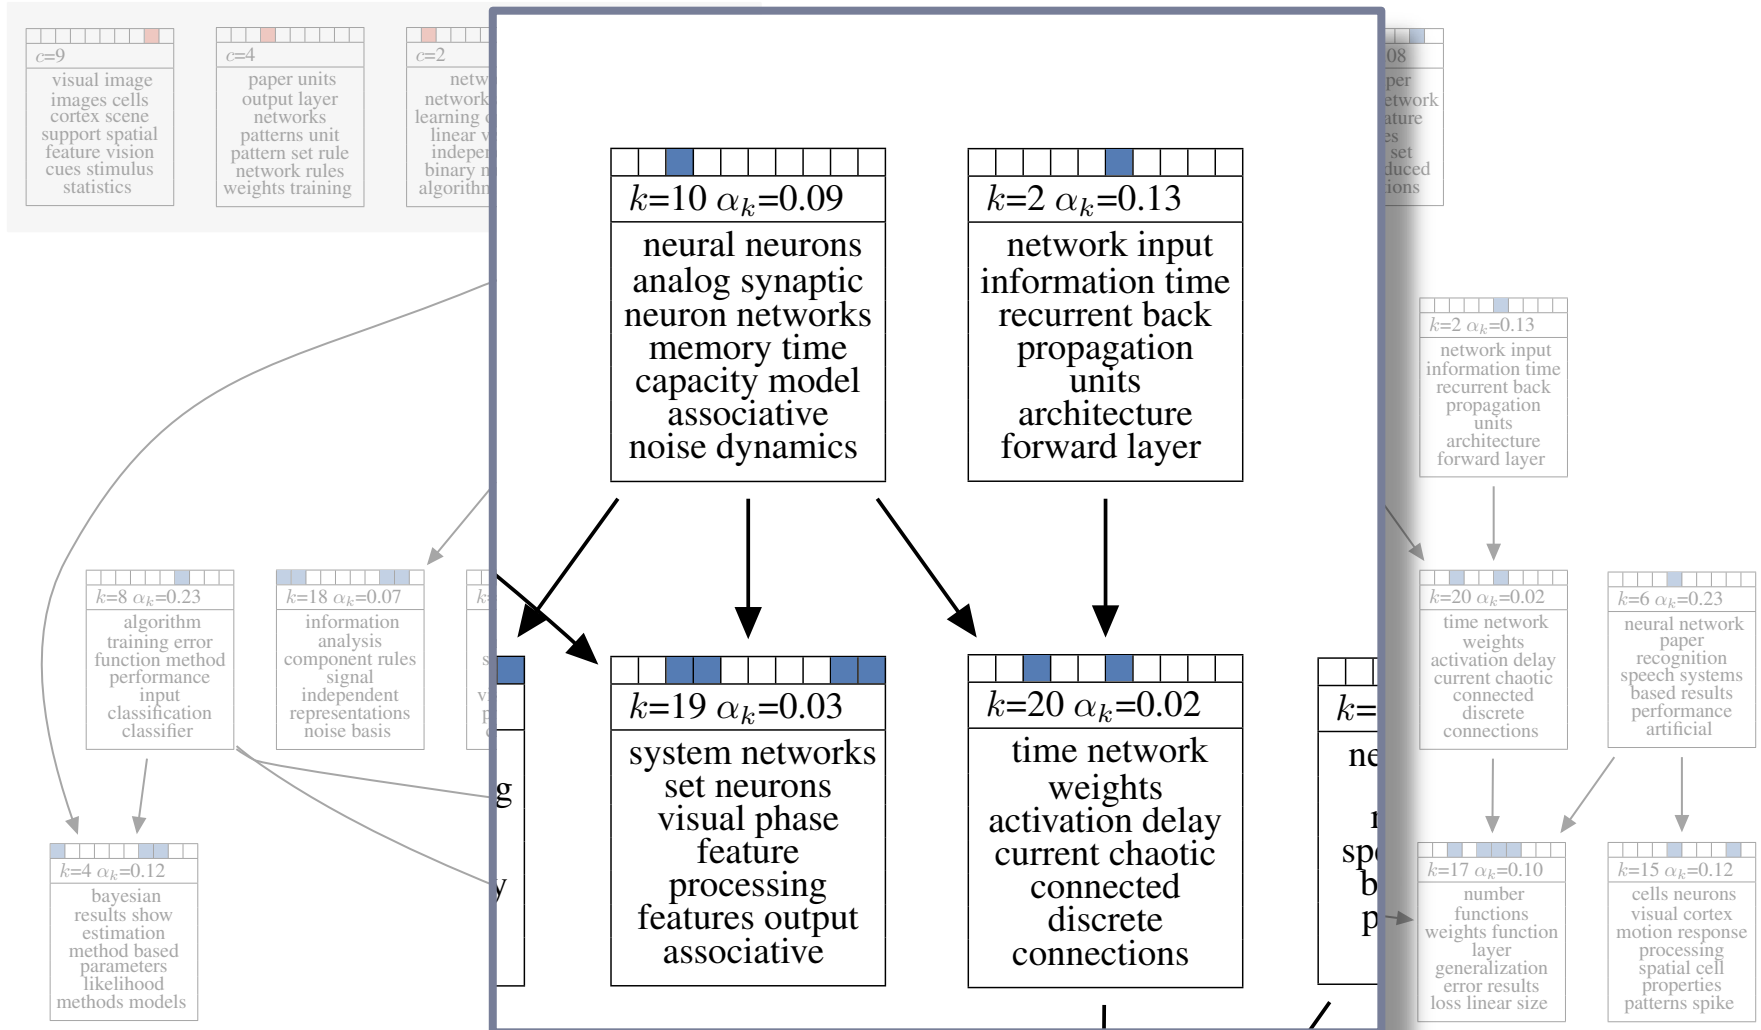 c=9
visual image
images cells
cortex scene
support spatial
feature vision
cues stimulus
statistics
c=4
paper units
output layer
networks
patterns unit
pattern set rule
network rules
weights training
c=2
learning
linear
binary
k=10 αₖ=0.09
neural neurons
analog synaptic
neuron networks
memory time
capacity model
associative
noise dynamics
k=2 αₖ=0.13
network input
information time
recurrent back
propagation
units
architecture
forward layer
08
set
k=2 αₖ=0.13
network input
information time
recurrent back
propagation
units
architecture
forward layer
k=8 αₖ=0.23
algorithm
training error
function method
performance
input
classification
classifier
k=18 αₖ=0.07
information
analysis
component rules
signal
independent
representations
noise basis
k=19 αₖ=0.03
system networks
set neurons
visual phase
feature
processing
features output
associative
k=20 αₖ=0.02
time network
weights
activation delay
current chaotic
connected
discrete
connections
k=
k=20 αₖ=0.02
time network
weights
activation delay
current chaotic
connected
discrete
connections
k=6 αₖ=0.23
neural network
paper
recognition
speech systems
based results
performance
artificial
k=4 αₖ=0.12
bayesian
results show
estimation
method based
parameters
likelihood
methods models
k=17 αₖ=0.10
number
functions
weights function
layer
generalization
error results
loss linear size
k=15 αₖ=0.12
cells neurons
visual cortex
motion response
processing
spatial cell
properties
patterns spike